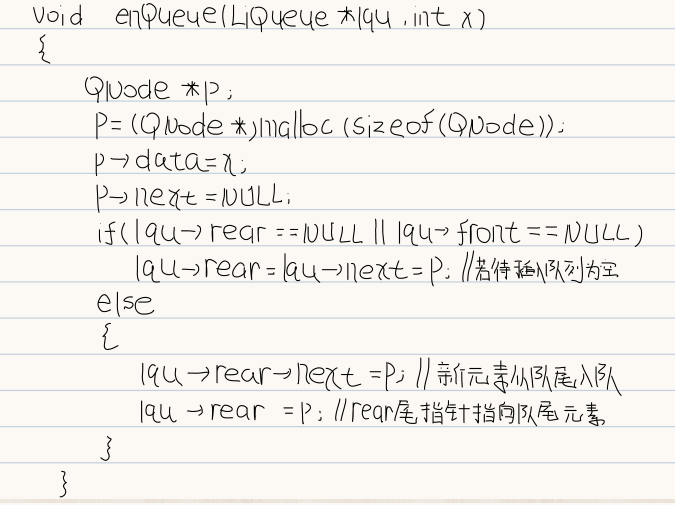 void enQueue(LiQueue *lqu,int x)
{
QNode *p;
p=(QNode *)malloc(sizeof(QNode));
p→data=x;
p→next=NULL;
if(lqu→rear==NULL||lqu→front==NULL)
lqu→rear=lqu→next=p; //若待插队列为空
else
{
lqu→rear→next=p; //新元素从队尾入队
lqu→rear =p; //rear尾指针指向队尾元素
}
}